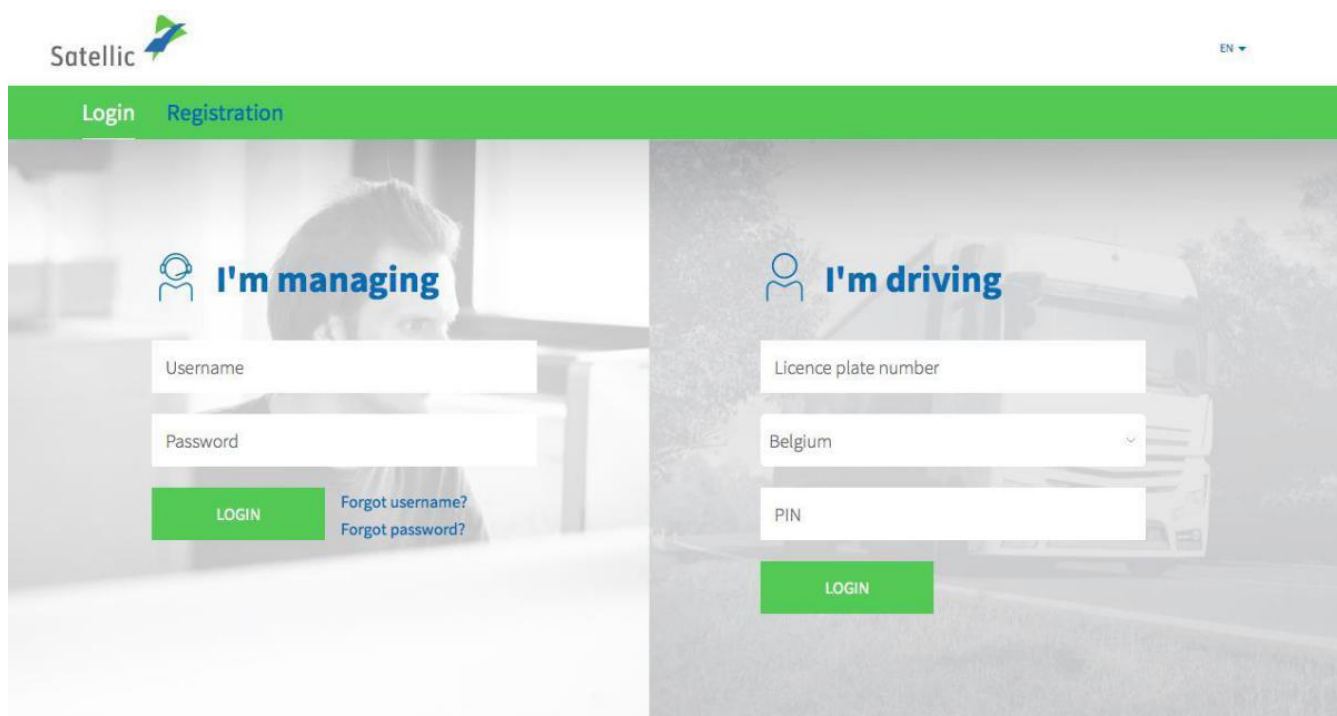 Satellic
EN
Login Registration
I'm managing
Username
Password
LOGIN
Forgot username?
Forgot password?
I'm driving
Licence plate number
Belgium
PIN
LOGIN